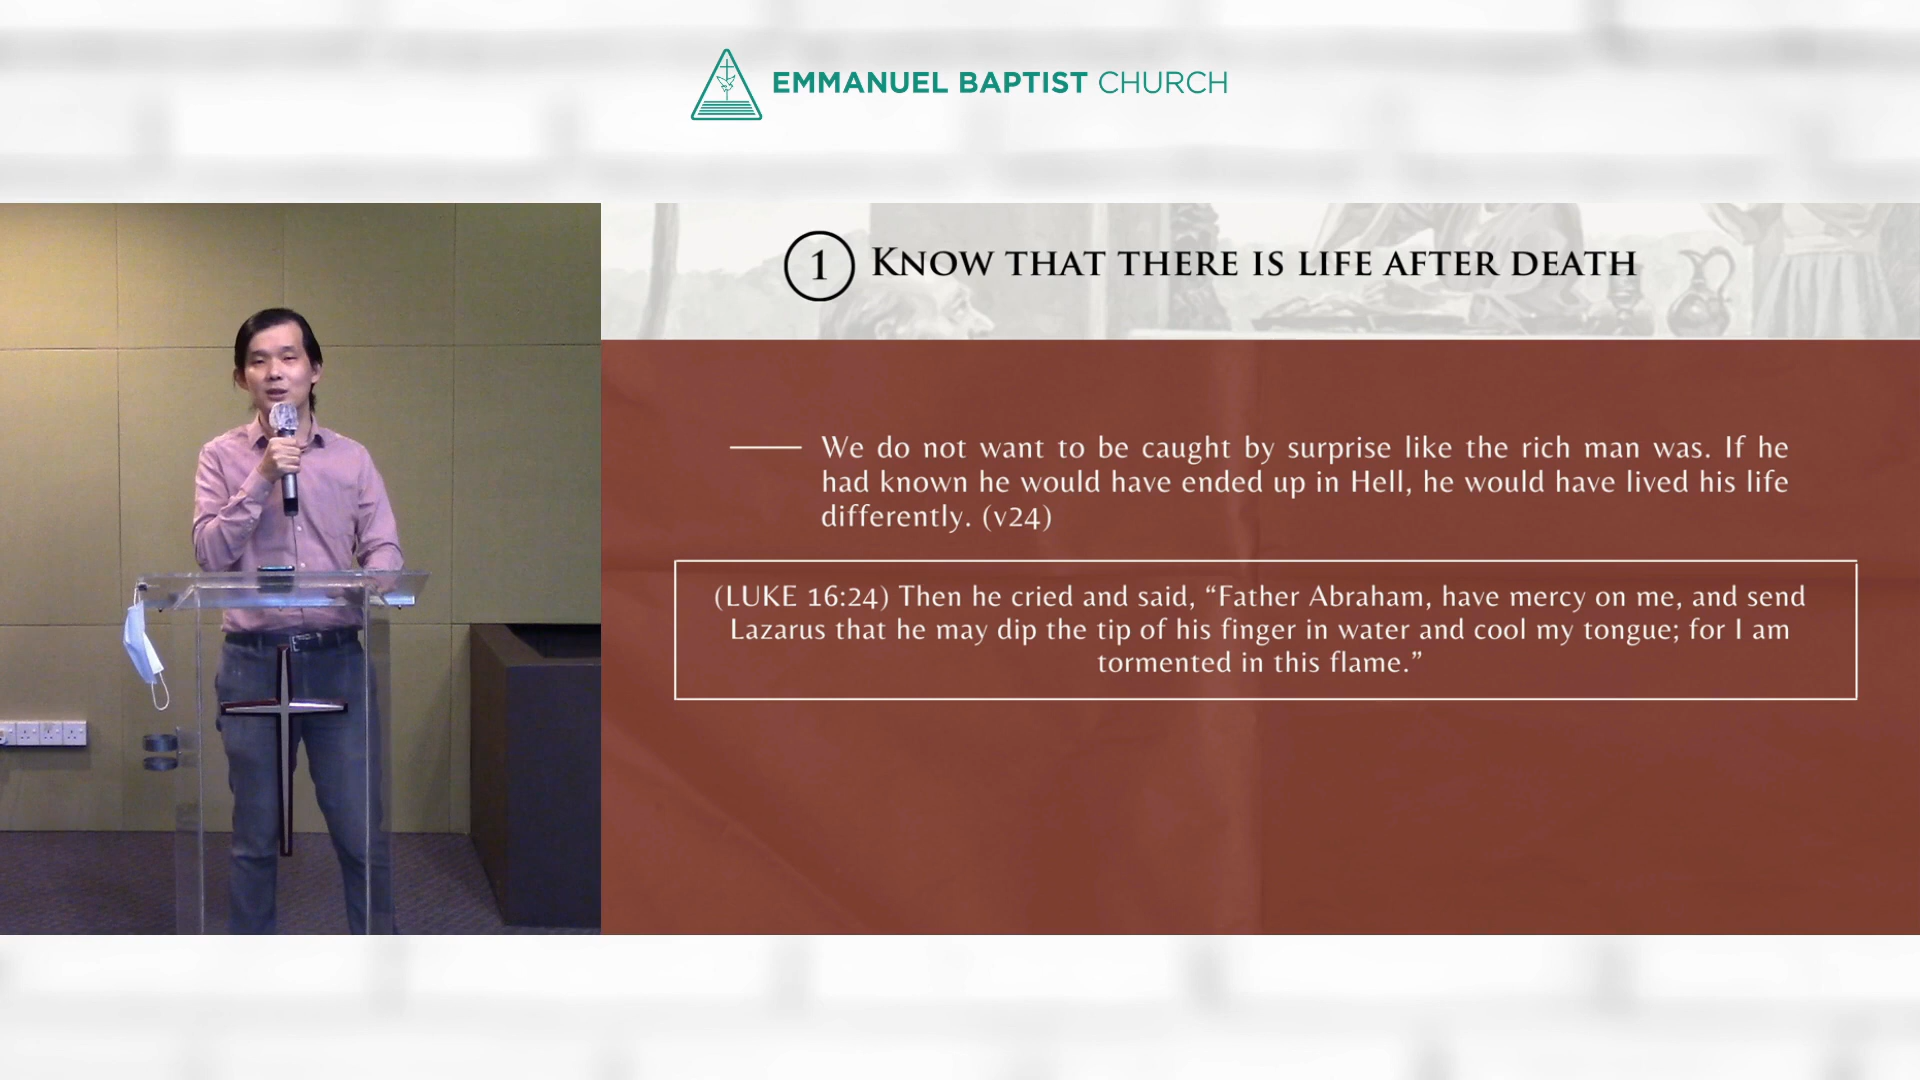 EMMANUEL BAPTIST CHURCH
1 KNOW THAT THERE IS LIFE AFTER DEATH
We do not want to be caught by surprise like the rich man was. If he
had known he would have ended up in Hell, he would have lived his life
differently. (v24)
(LUKE 16:24) Then he cried and said, “Father Abraham, have mercy on me, and send
Lazarus that he may dip the tip of his finger in water and cool my tongue; for I am
tormented in this flame.”